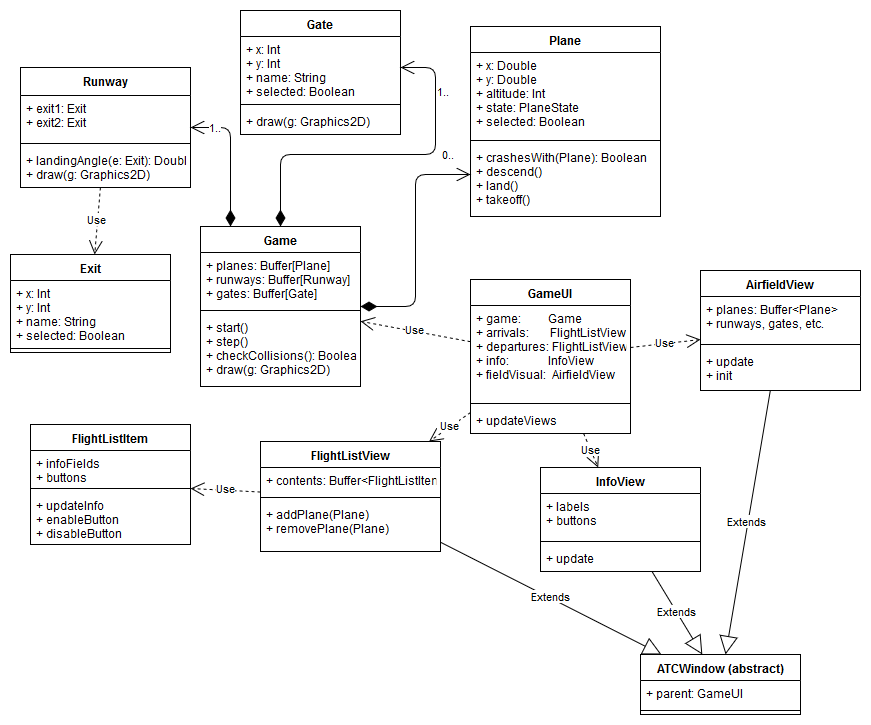 Gate
+ x: Int
+ y: Int
+ name: String
+ selected: Boolean
+ draw(g: Graphics2D)
Plane
+ x: Double
+ y: Double
+ altitude: Int
+ state: PlaneState
+ selected: Boolean
+ crashesWith(Plane): Boolean
+ descend()
+ land()
+ takeoff()
Runway
+ exit1: Exit
+ exit2: Exit
+ landingAngle(e: Exit): Doubl
+ draw(g: Graphics2D)
1..
1..
0..
Use
Exit
+ x: Int
+ y: Int
+ name: String
+ selected: Boolean
Game
+ planes: Buffer[Plane]
+ runways: Buffer[Runway]
+ gates: Buffer[Gate]
+ start()
+ step()
+ checkCollisions(): Boolea
+ draw(g: Graphics2D)
Use
GameUI
+ game: Game
+ arrivals: FlightListView
+ departures: FlightListView
+ info: InfoView
+ fieldVisual: AirfieldView
+ updateViews
Use
AirfieldView
+ planes: Buffer<Plane>
+ runways, gates, etc.
+ update
+ init
FlightListItem
+ infoFields
+ buttons
+ updateInfo
+ enableButton
+ disableButton
Use
FlightListView
+ contents: Buffer<FlightListIten
+ addPlane(Plane)
+ removePlane(Plane)
Use
Use
InfoView
+ labels
+ buttons
+ update
Extends
Extends
Extends
ATCWindow (abstract)
+ parent: GameUI